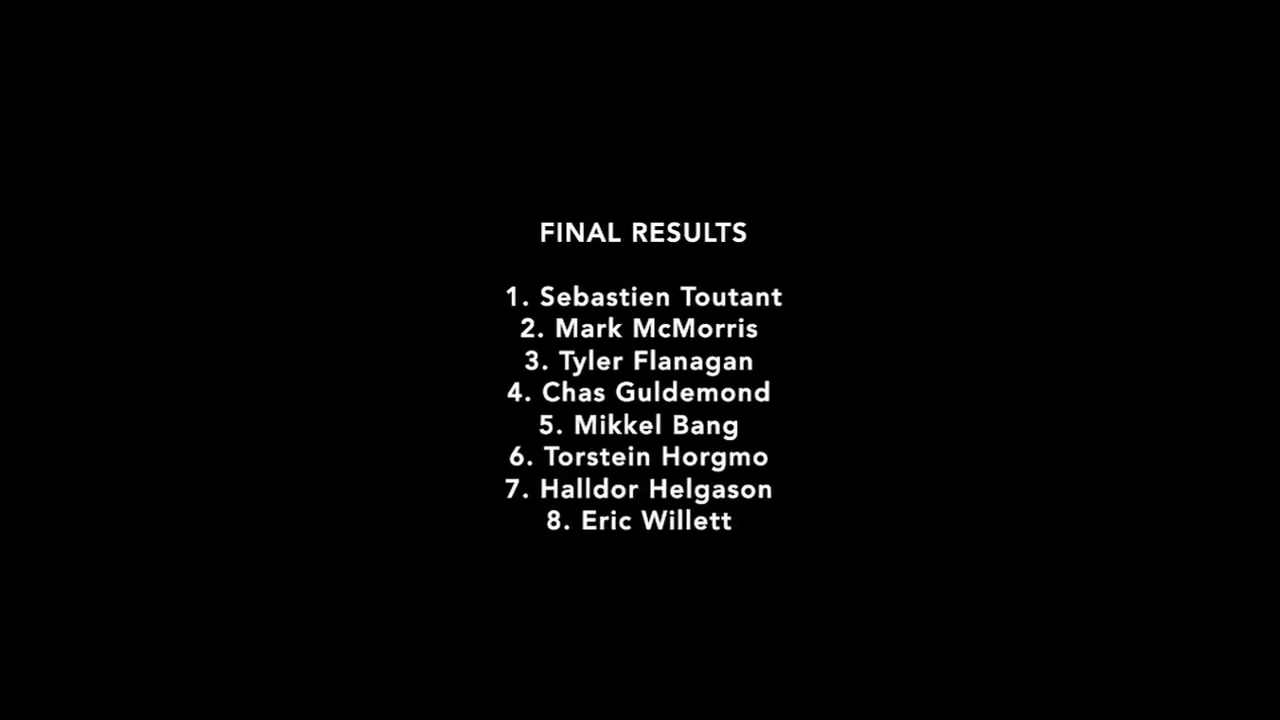 FINAL RESULTS
1. Sebastien Toutant
2. Mark McMorris
3. Tyler Flanagan
4. Chas Guldemond
5. Mikkel Bang
6. Torstein Horgmo
7. Halldor Helgason
8. Eric Willett